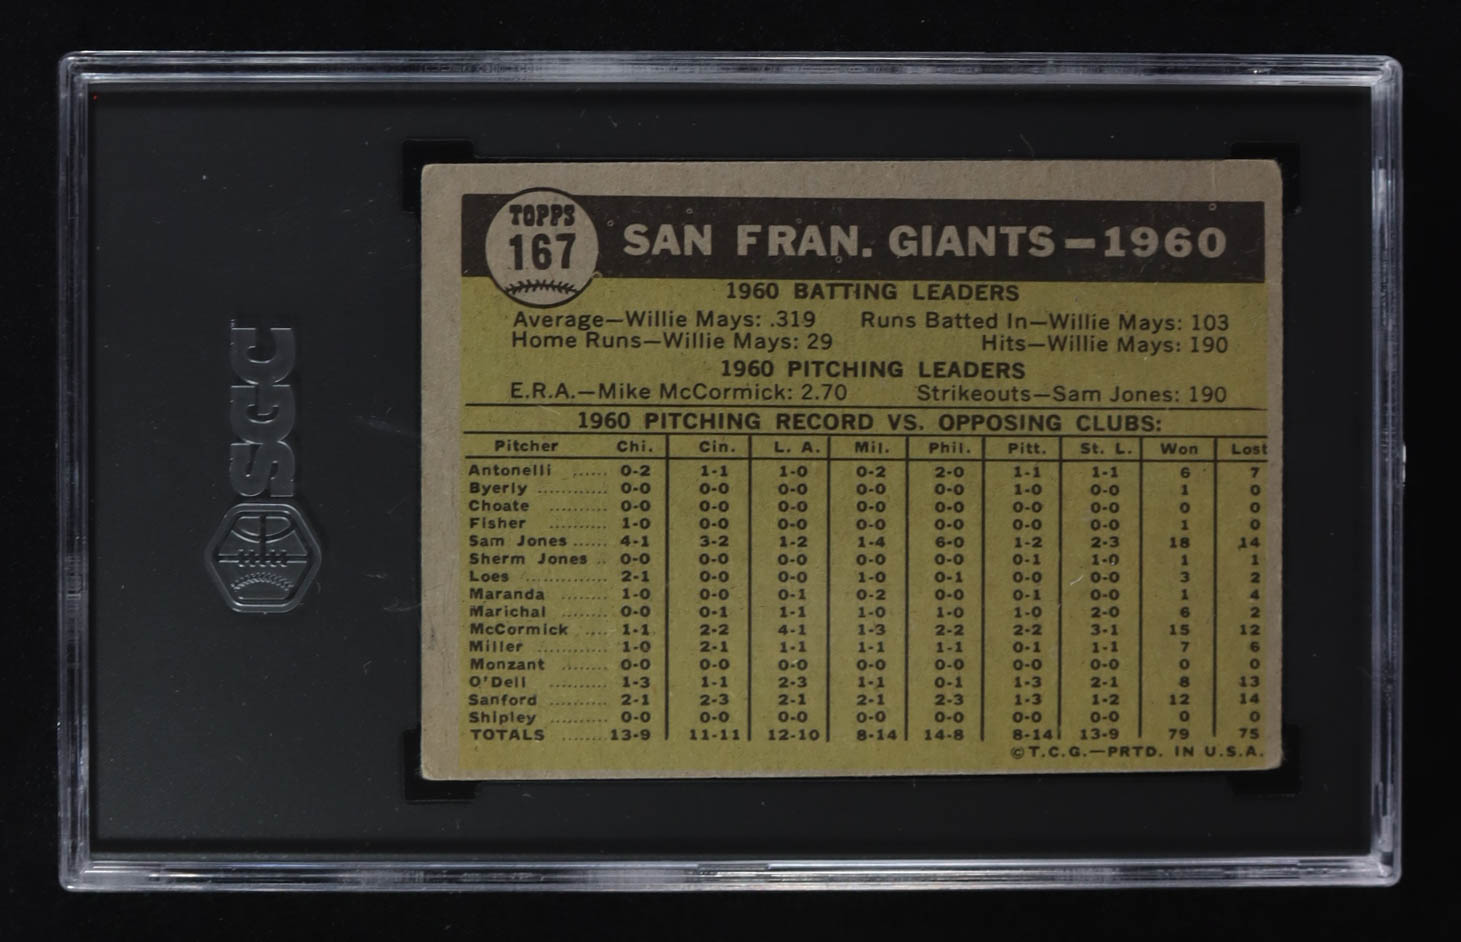 SGC
TOPPS
167
SAN FRAN. GIANTS—1960
1960 BATTING LEADERS
Average—Willie Mays: .319 Runs Batted In—Willie Mays: 103
Home Runs—Willie Mays: 29 Hits—Willie Mays: 190
1960 PITCHING LEADERS
E.R.A.—Mike McCormick: 2.70 Strikeouts—Sam Jones: 190
1960 PITCHING RECORD VS. OPPOSING CLUBS:
Pitcher Chi. Cin. L. A. Mil. Phil. Pitt. St. L. Won Lost
Antonelli ...... 0-2 1-1 1-0 0-2 2-0 1-1 1-1 6 7
Byerly ............ 0-0 0-0 0-0 0-0 0-0 1-0 0-0 1 0
Choate .......... 0-0 0-0 0-0 0-0 0-0 0-0 0-0 0 0
Fisher ............ 1-0 0-0 0-0 0-0 0-0 0-0 0-0 1 0
Sam Jones ...... 4-1 3-2 1-2 1-4 6-0 1-2 2-3 18 14
Sherm Jones .. 0-0 0-0 0-0 0-0 0-0 0-1 1-0 1 1
Loes .............. 2-1 0-0 0-0 1-0 0-1 0-0 0-0 3 2
Maranda ........ 1-0 0-0 0-1 0-2 0-0 0-1 0-0 1 4
Marichal ........ 0-0 0-1 1-1 1-0 1-0 1-0 2-0 6 2
McCormick .... 1-1 2-2 4-1 1-3 2-2 2-2 3-1 15 12
Miller ............ 1-0 2-1 1-1 1-1 1-1 0-1 1-1 7 6
Monzant ........ 0-0 0-0 0-0 0-0 0-0 0-0 0-0 0 0
O'Dell ............ 1-3 1-1 2-3 1-1 0-1 1-3 2-1 8 13
Sanford .......... 2-1 2-3 2-1 2-1 2-3 1-3 1-2 12 14
Shipley .......... 0-0 0-0 0-0 0-0 0-0 0-0 0-0 0 0
TOTALS ........ 13-9 11-11 12-10 8-14 14-8 8-14 13-9 79 75
©T.C.G.—PRTD. IN U.S.A.